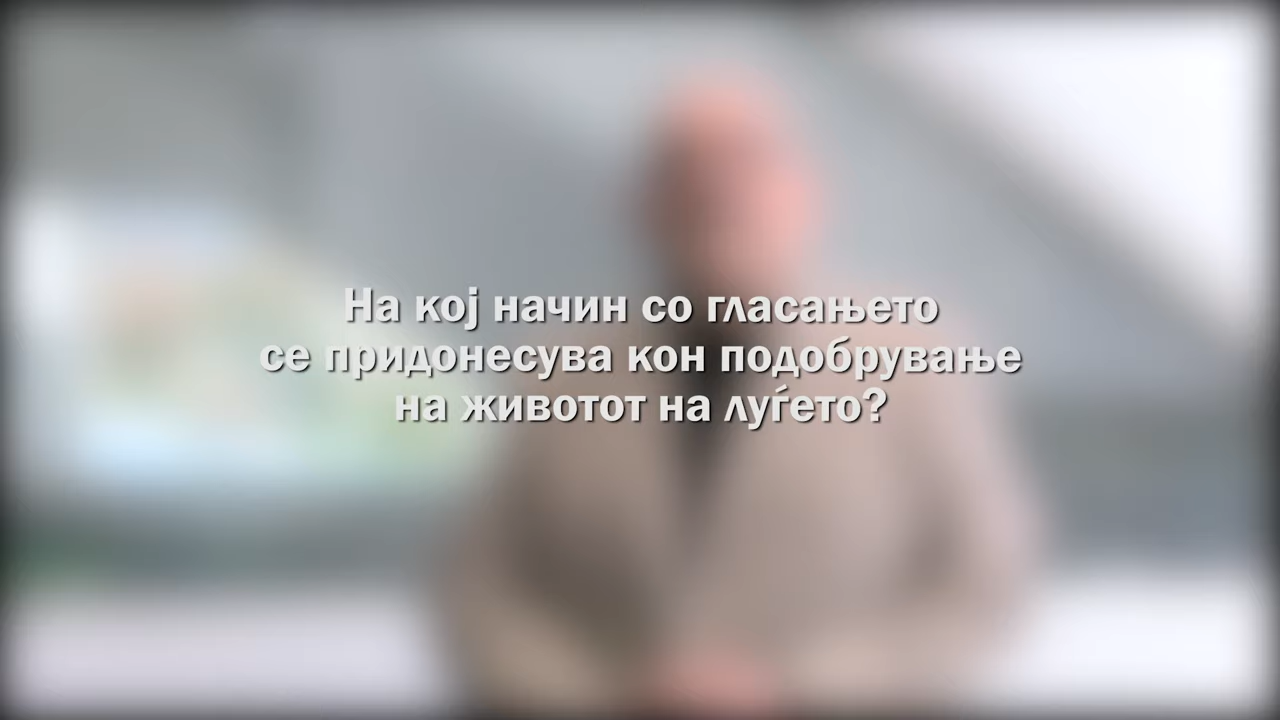 На кој начин со гласањето
се придонесува кон подобрување
на животот на луѓето?